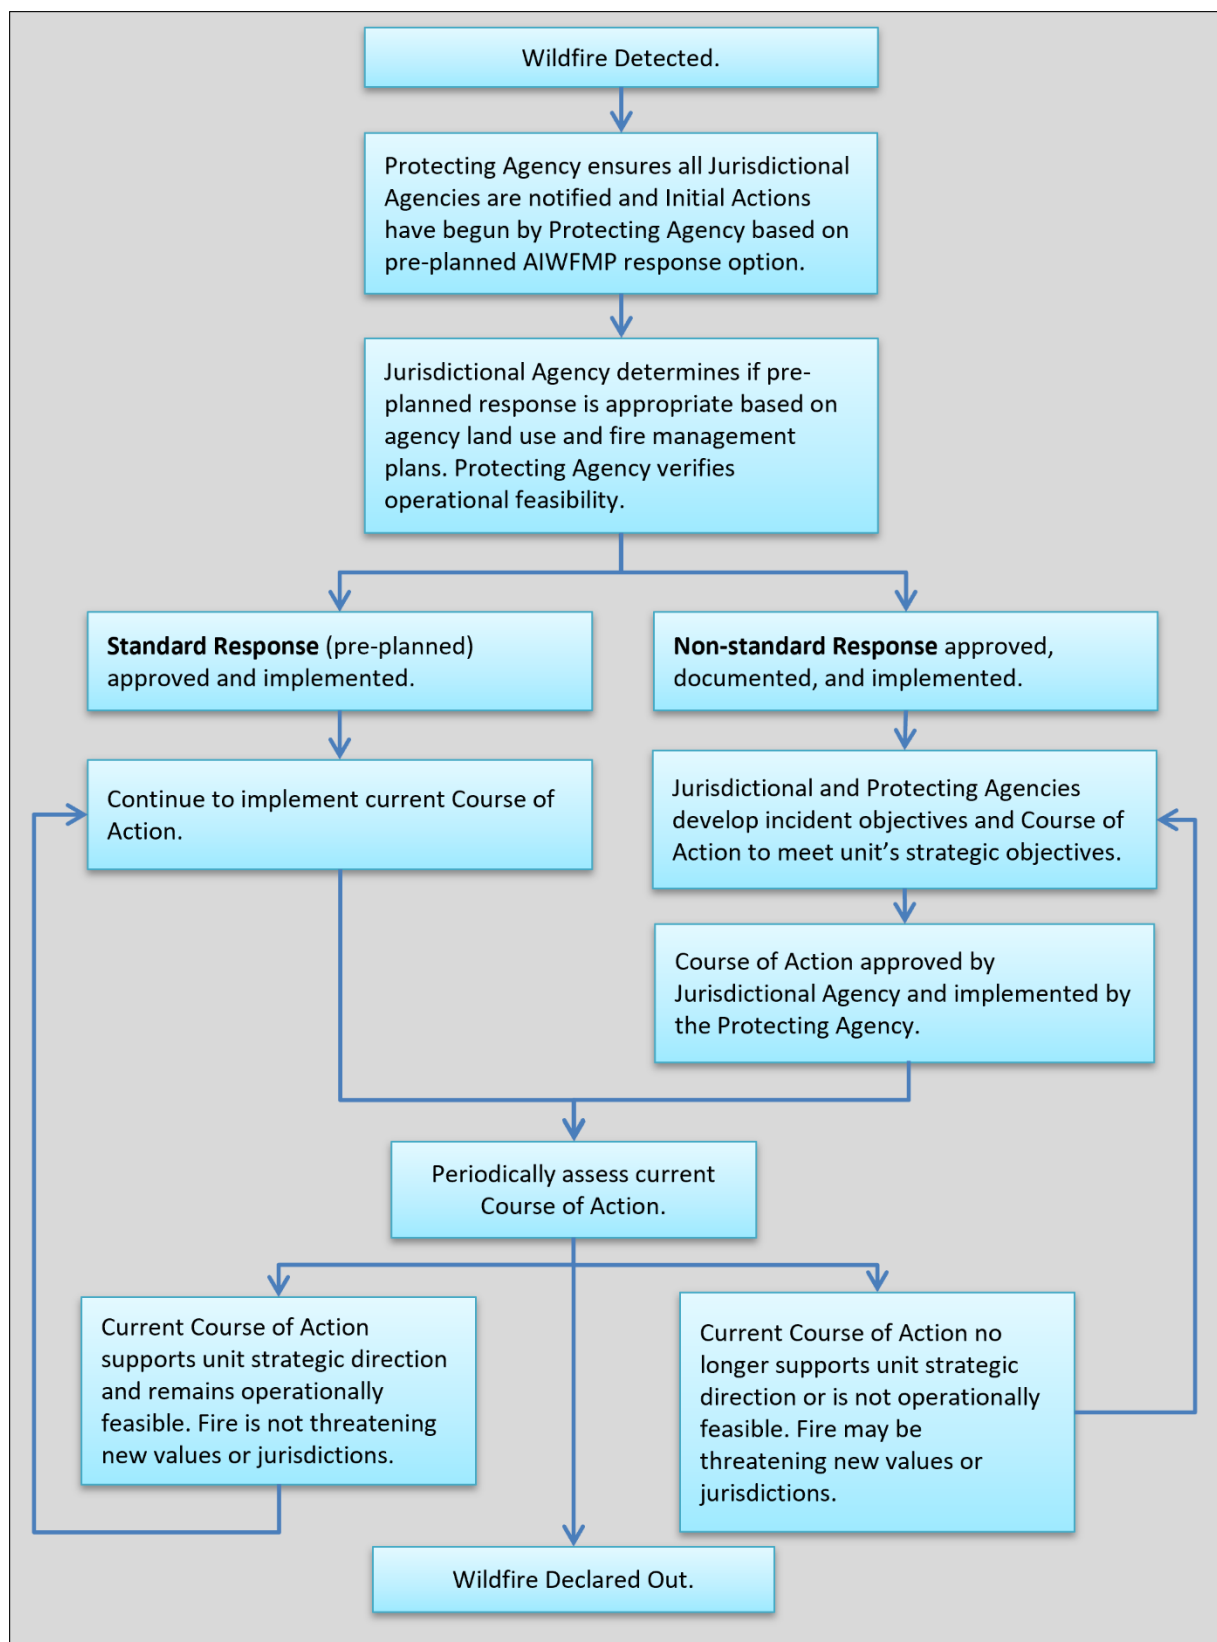 Wildfire Detected.
Protecting Agency ensures all Jurisdictional
Agencies are notified and Initial Actions
have begun by Protecting Agency based on
pre-planned AIWFMP response option.
Jurisdictional Agency determines if pre-
planned response is appropriate based on
agency land use and fire management
plans. Protecting Agency verifies
operational feasibility.
Standard Response (pre-planned)
approved and implemented.
Non-standard Response approved,
documented, and implemented.
Continue to implement current Course of
Action.
Jurisdictional and Protecting Agencies
develop incident objectives and Course of
Action to meet unit’s strategic objectives.
Course of Action approved by
Jurisdictional Agency and implemented by
the Protecting Agency.
Periodically assess current
Course of Action.
Current Course of Action
supports unit strategic direction
and remains operationally
feasible. Fire is not threatening
new values or jurisdictions.
Current Course of Action no
longer supports unit strategic
direction or is not operationally
feasible. Fire may be
threatening new values or
jurisdictions.
Wildfire Declared Out.